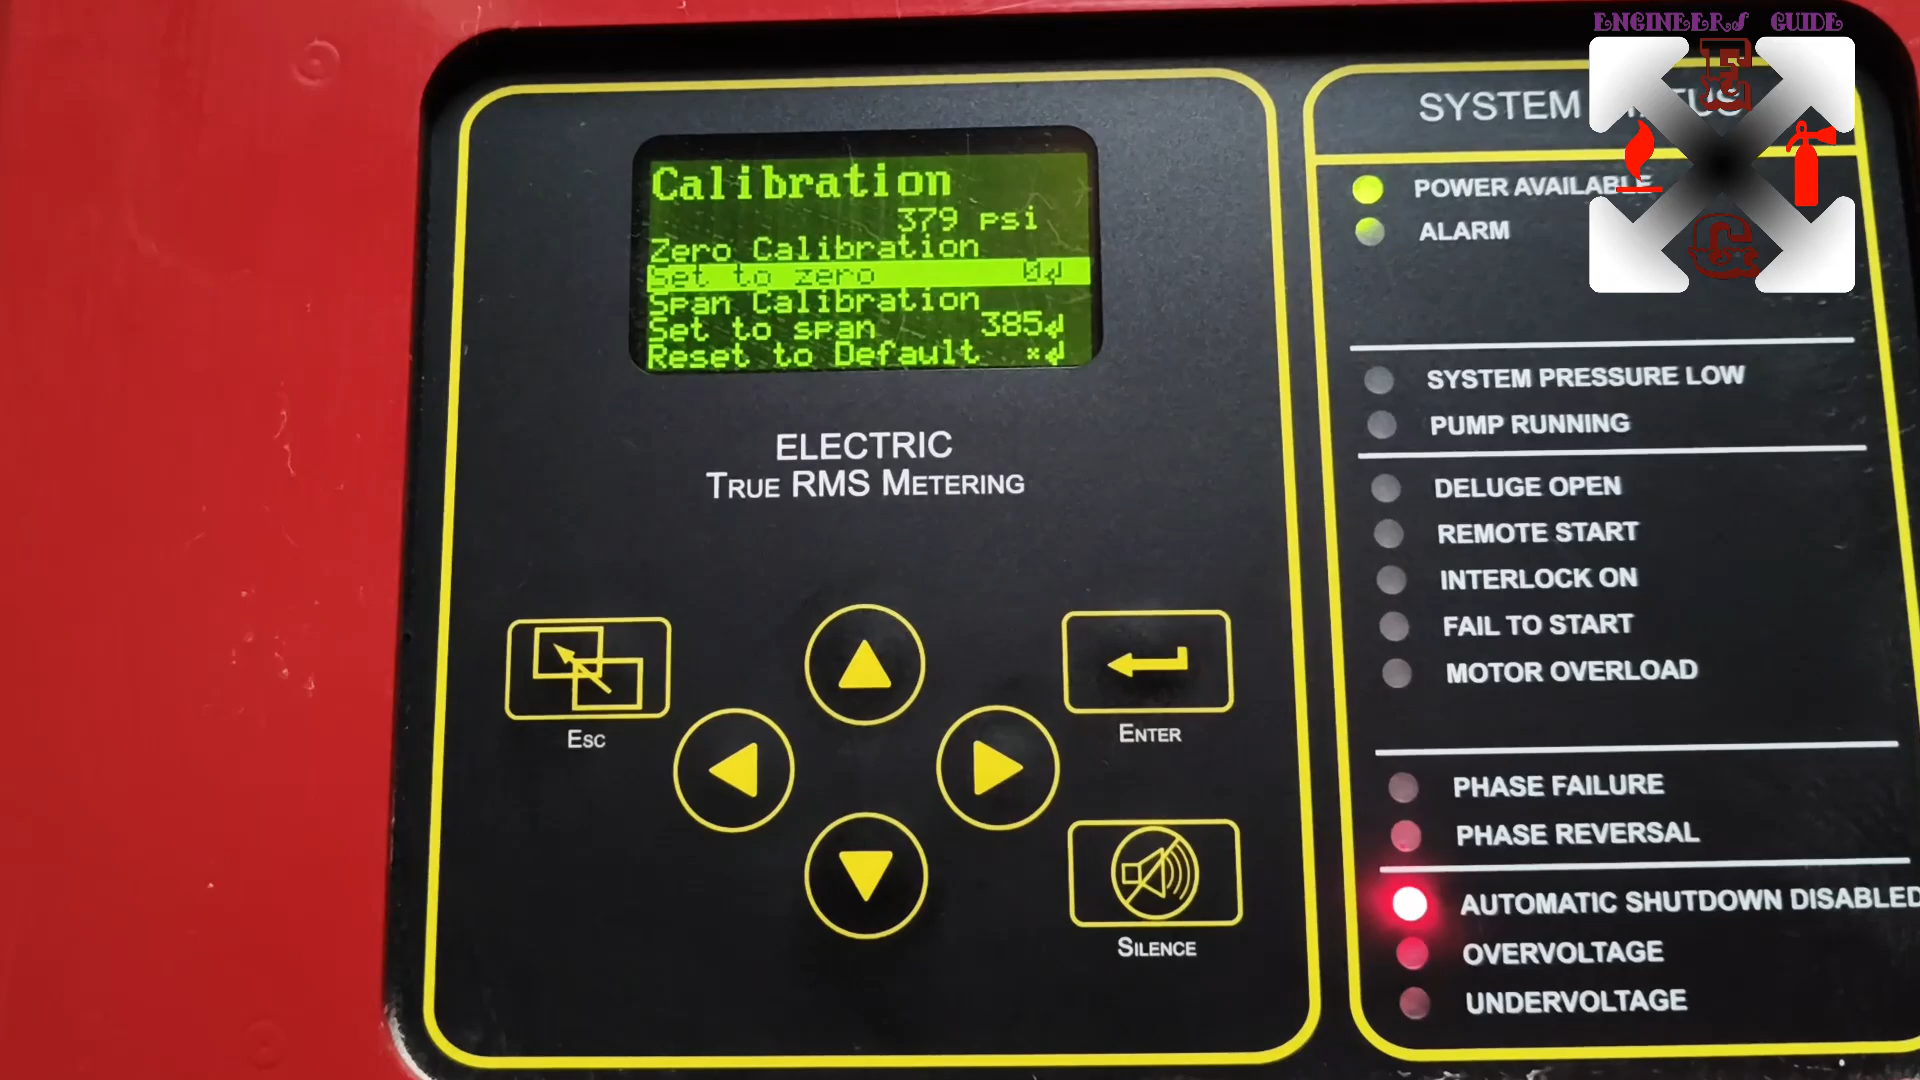 ENGINEERS GUIDE
E
G
Calibration
379 psi
Zero Calibration
Set to zero 0↲
Span Calibration
Set to span 385↲
Reset to Default ×↲
ELECTRIC
TRUE RMS METERING
ESC
ENTER
SILENCE
SYSTEM
POWER AVAILABLE
ALARM
SYSTEM PRESSURE LOW
PUMP RUNNING
DELUGE OPEN
REMOTE START
INTERLOCK ON
FAIL TO START
MOTOR OVERLOAD
PHASE FAILURE
PHASE REVERSAL
AUTOMATIC SHUTDOWN DISABLED
OVERVOLTAGE
UNDERVOLTAGE